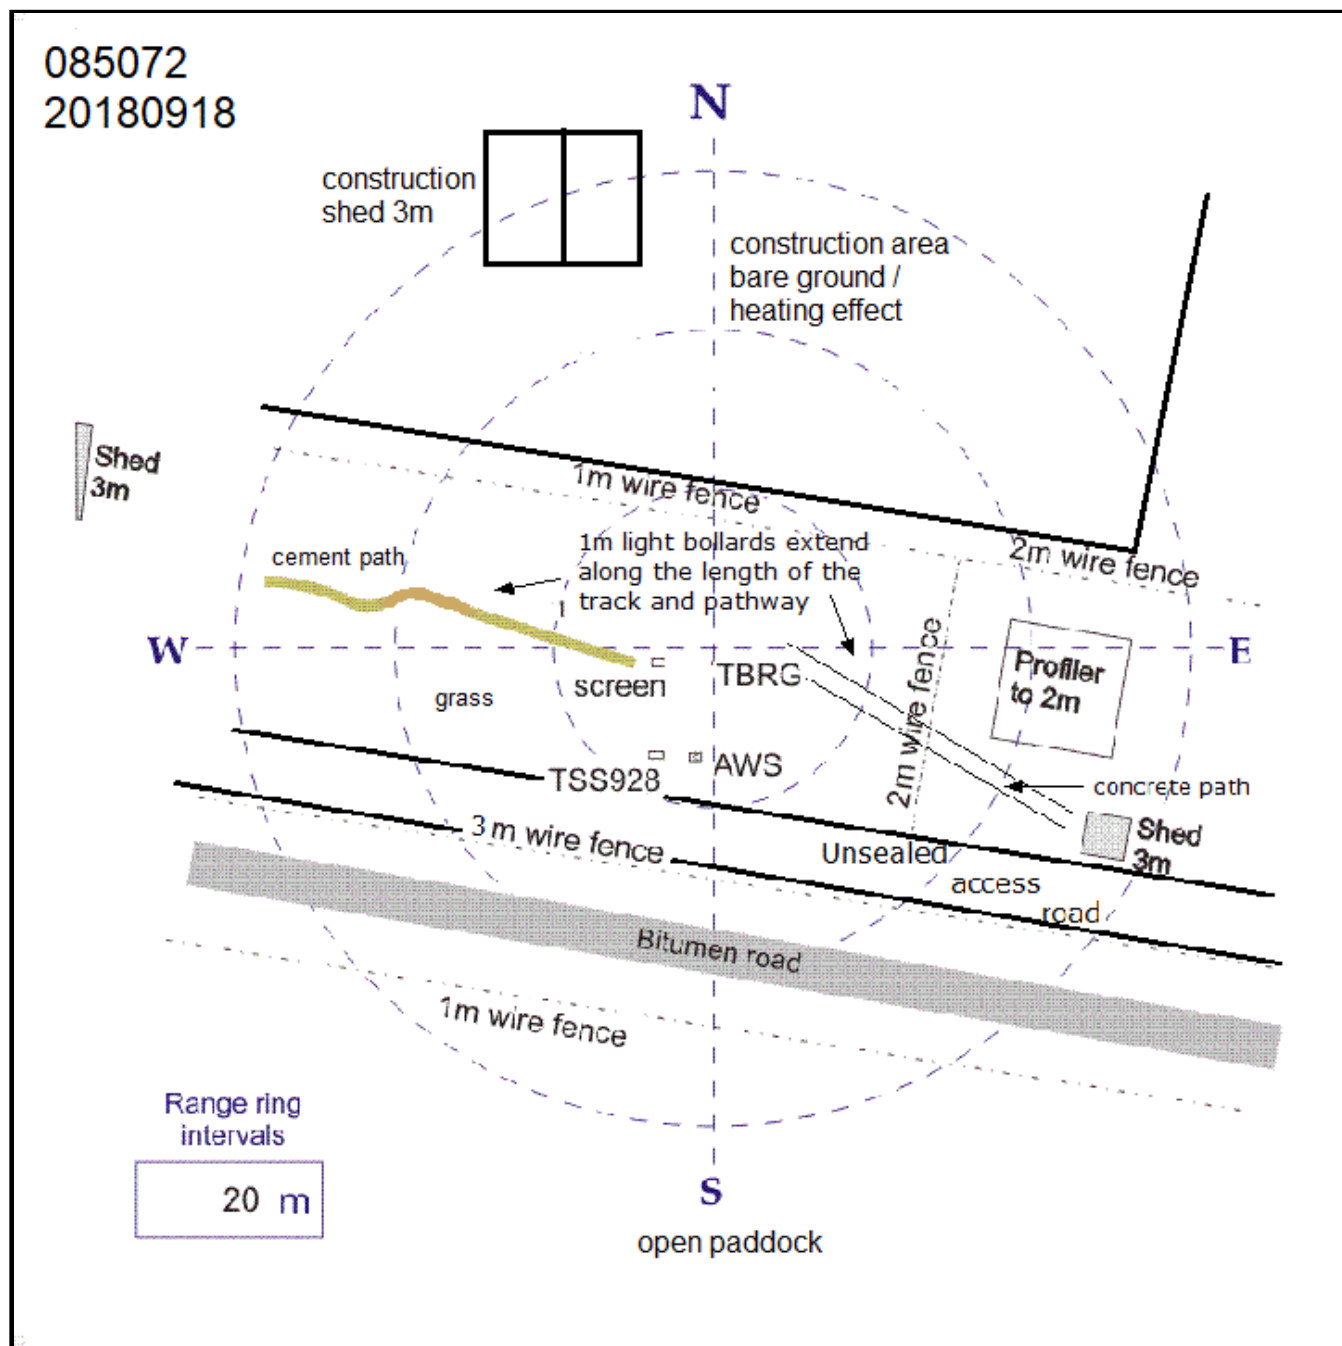 085072
20180918
N
construction
shed 3m
construction area
bare ground /
heating effect
Shed
3m
1m wire fence
2m wire fence
cement path
1m light bollards extend
along the length of the
track and pathway
W
E
screen
TBRG
2m wire fence
Profiler
to 2m
grass
TSS928
AWS
concrete path
3m wire fence
Unsealed
access
road
Shed
3m
Bitumen road
1m wire fence
Range ring
intervals
20 m
S
open paddock